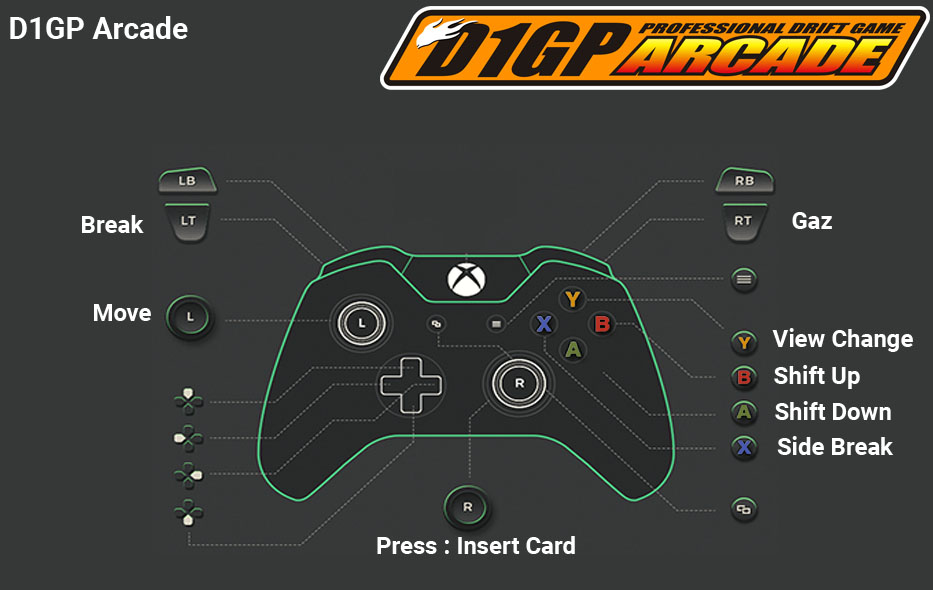 D1GP Arcade
D1GP PROFESSIONAL DRIFT GAME
ARCADE
LB
RB
LT
Break
RT
Gaz
L
Move
L
Y
X
B
A
R
Y View Change
B Shift Up
A Shift Down
X Side Break
R
Press : Insert Card